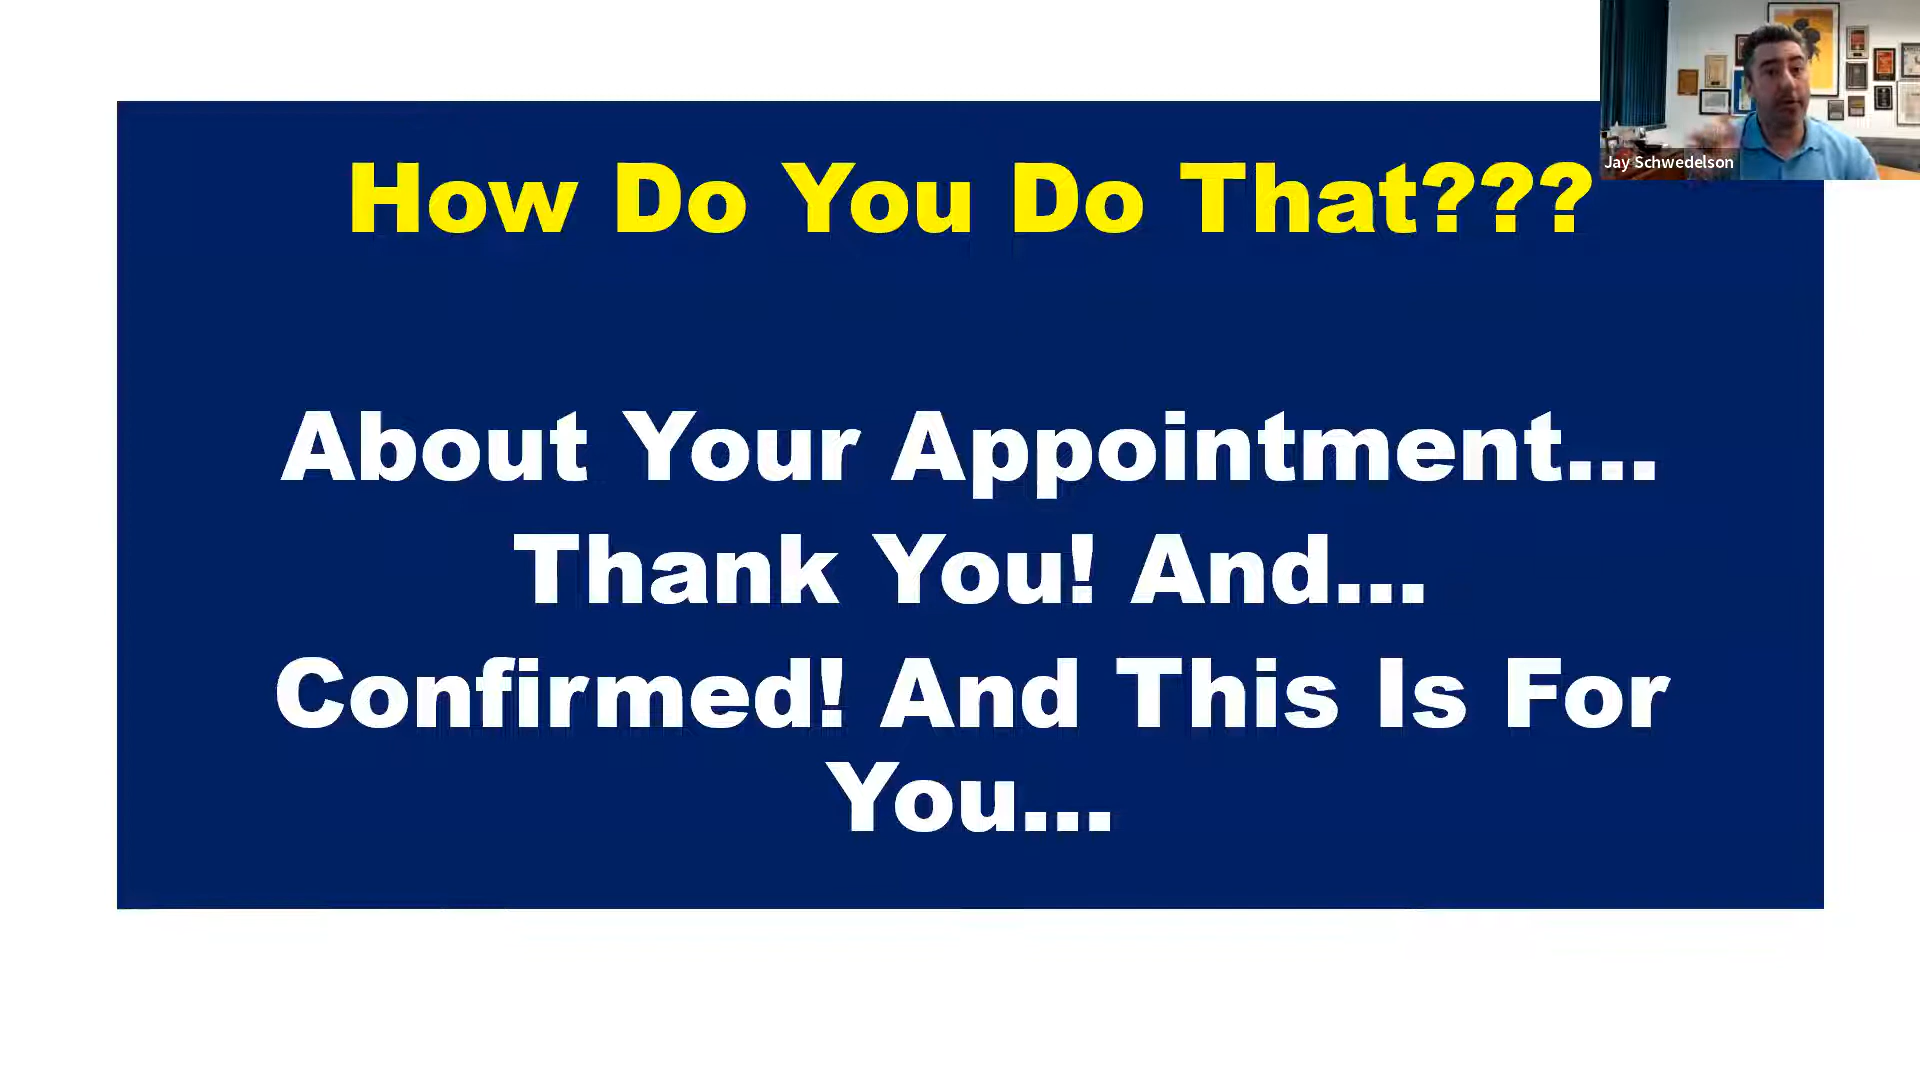 How Do You Do That???
About Your Appointment...
Thank You! And...
Confirmed! And This Is For
You...
Jay Schwedelson